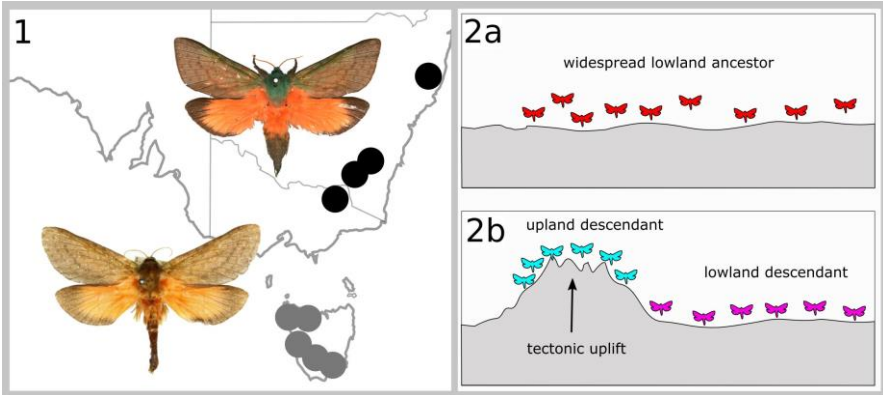 1
2a
widespread lowland ancestor
2b
upland descendant
lowland descendant
tectonic uplift